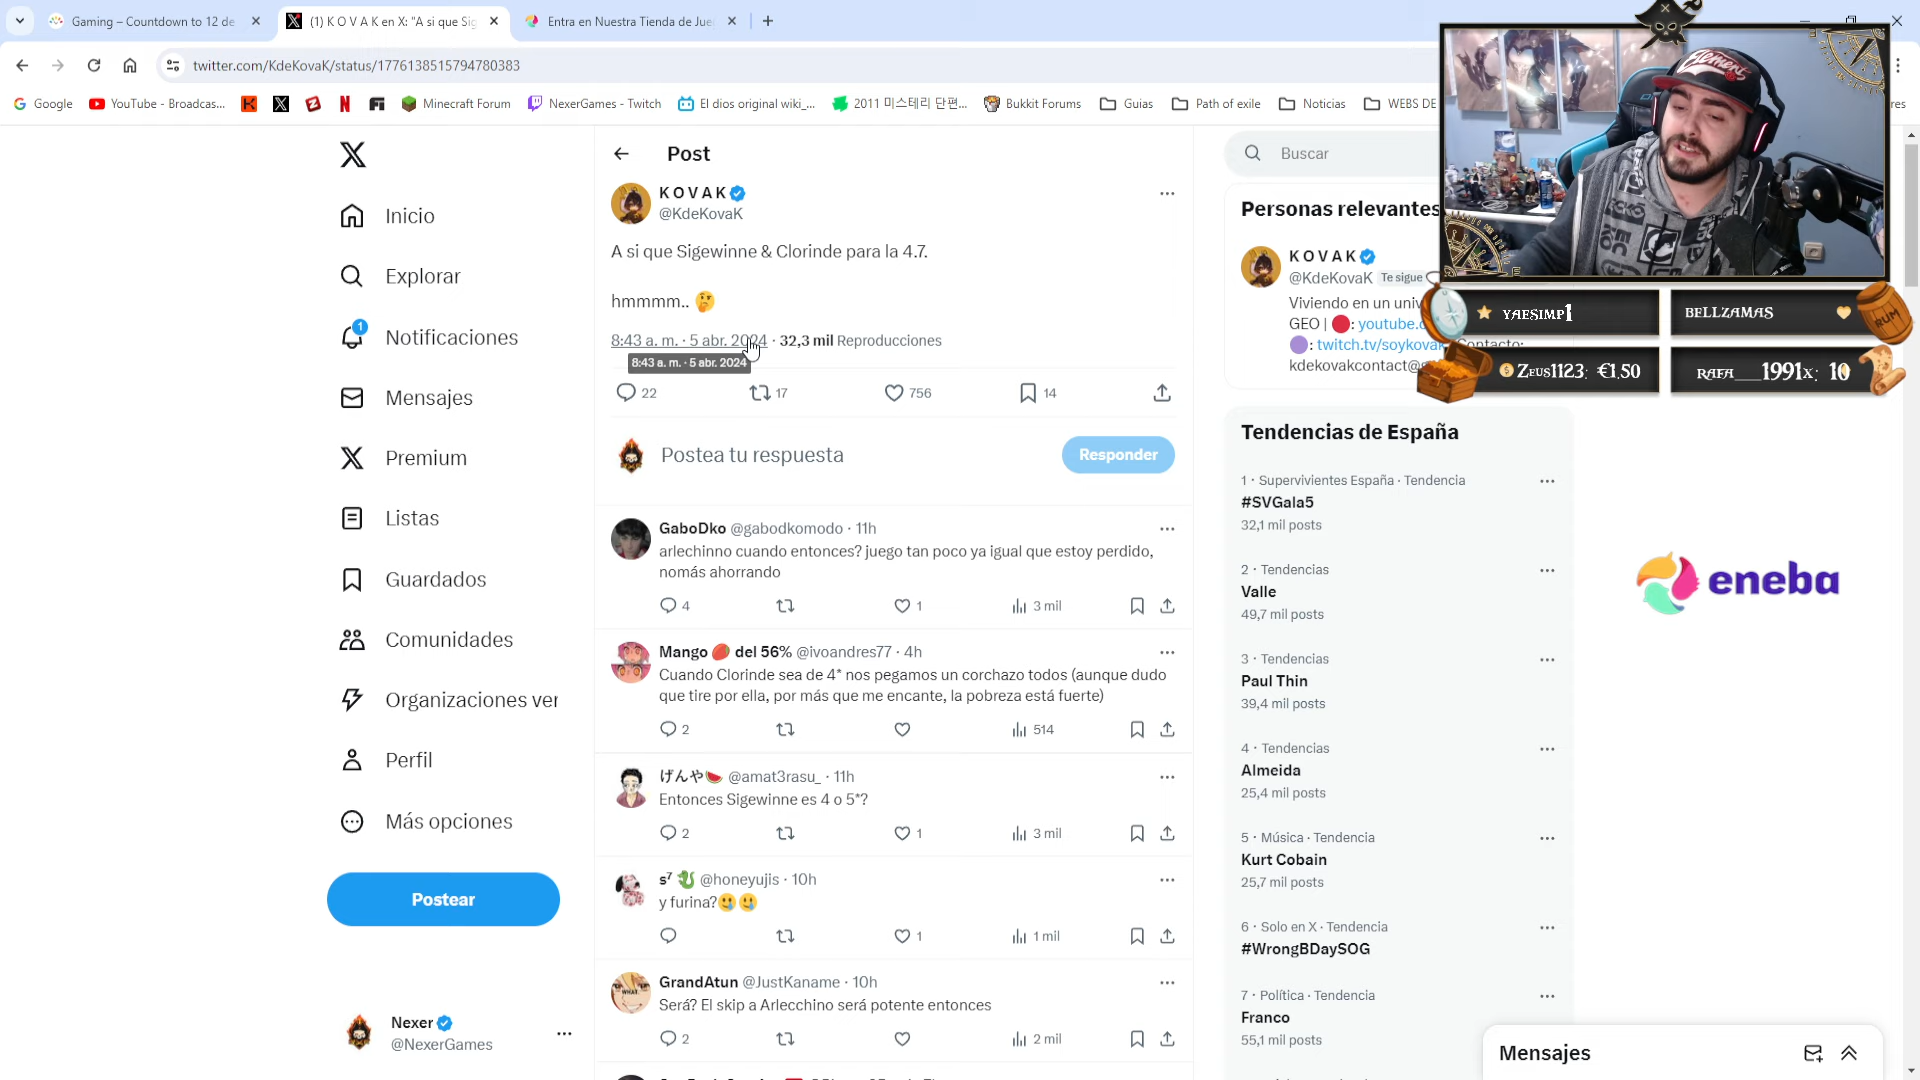 Gaming – Countdown to 12 de
(1) K O V A K en X: "A si que Sig
Entra en Nuestra Tienda de Jue
twitter.com/KdeKovaK/status/1776138515794780383
Google
YouTube - Broadcas...
Minecraft Forum
NexerGames - Twitch
El dios original wiki_...
2011 미스테리 단편...
Bukkit Forums
Guias
Path of exile
Noticias
WEBS DE
res
Inicio
Explorar
1
Notificaciones
Mensajes
Premium
Listas
Guardados
Comunidades
Organizaciones ver
Perfil
Más opciones
Postear
Nexer
@NexerGames
Post
K O V A K
@KdeKovaK
A si que Sigewinne & Clorinde para la 4.7.
hmmmm..
8:43 a. m. · 5 abr. 2024 · 32,3 mil Reproducciones
8:43 a. m. · 5 abr. 2024
22 17 756 14
Postea tu respuesta
Responder
GaboDko @gabodkomodo · 11h
arlechinno cuando entonces? juego tan poco ya igual que estoy perdido,
nomás ahorrando
4 1 3 mil
Mango del 56% @ivoandres77 · 4h
Cuando Clorinde sea de 4* nos pegamos un corchazo todos (aunque dudo
que tire por ella, por más que me encante, la pobreza está fuerte)
2 514
げんや @amat3rasu_ · 11h
Entonces Sigewinne es 4 o 5*?
2 1 3 mil
s⁷ @honeyujis · 10h
y furina?
1 1 mil
GrandAtun @JustKaname · 10h
Será? El skip a Arlecchino será potente entonces
2 2 mil
Buscar
Personas relevantes
K O V A K
@KdeKovaK Te sigue
Viviendo en un univ
GEO | : youtube.c
: twitch.tv/soykovak Contacto:
kdekovakcontact@g
Tendencias de España
1 · Supervivientes España · Tendencia
#SVGala5
32,1 mil posts
2 · Tendencias
Valle
49,7 mil posts
3 · Tendencias
Paul Thin
39,4 mil posts
4 · Tendencias
Almeida
25,4 mil posts
5 · Música · Tendencia
Kurt Cobain
25,7 mil posts
6 · Solo en X · Tendencia
#WrongBDaySOG
7 · Política · Tendencia
Franco
55,1 mil posts
Mensajes
element
YAESIMP1
BELLZAMAS
RUM
ZEUS1123: €1.50
RAFA___1991X: 10
eneba